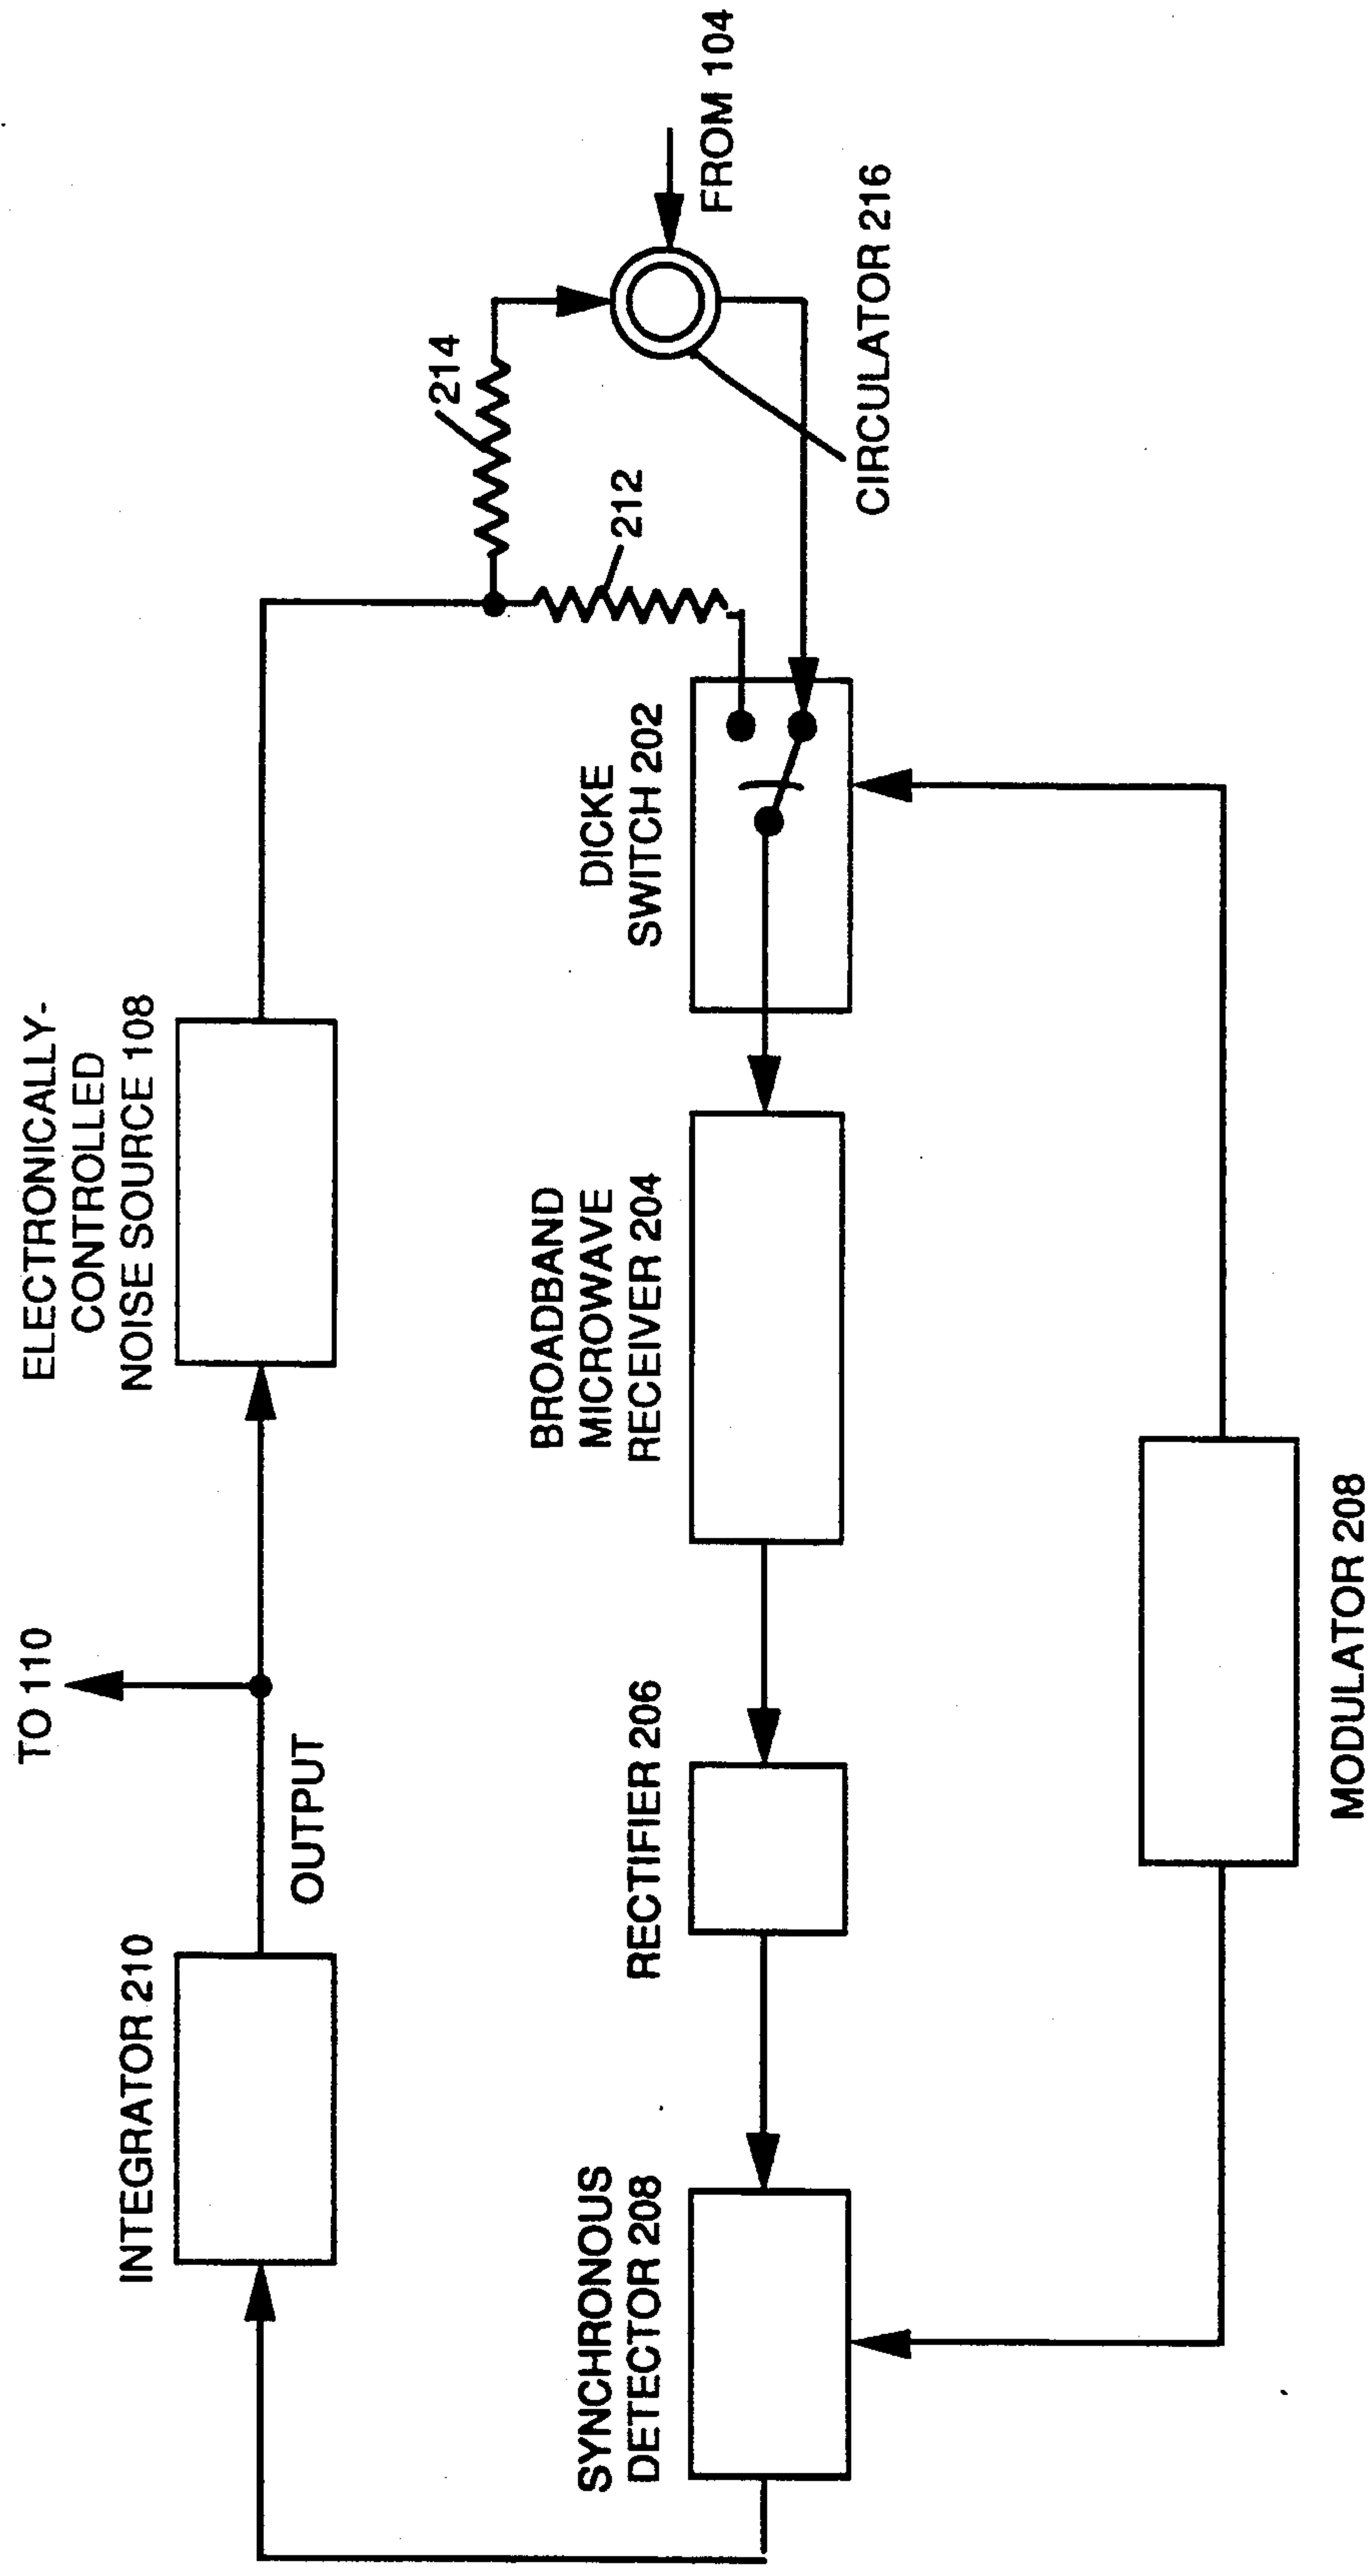 TO 110
ELECTRONICALLY-
CONTROLLED
NOISE SOURCE 108
INTEGRATOR 210
OUTPUT
214
212
FROM 104
CIRCULATOR 216
SYNCHRONOUS
DETECTOR 208
RECTIFIER 206
BROADBAND
MICROWAVE
RECEIVER 204
DICKE
SWITCH 202
MODULATOR 208